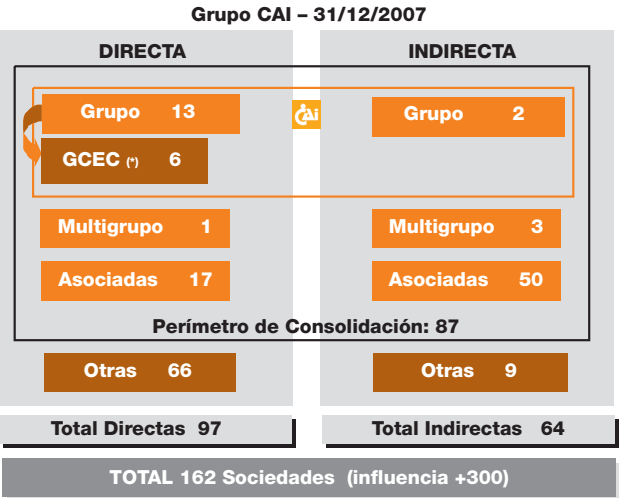 Grupo CAI – 31/12/2007
DIRECTA
INDIRECTA
Grupo 13
CAi
Grupo 2
GCEC (*) 6
Multigrupo 1
Multigrupo 3
Asociadas 17
Asociadas 50
Perímetro de Consolidación: 87
Otras 66
Otras 9
Total Directas 97
Total Indirectas 64
TOTAL 162 Sociedades (influencia +300)